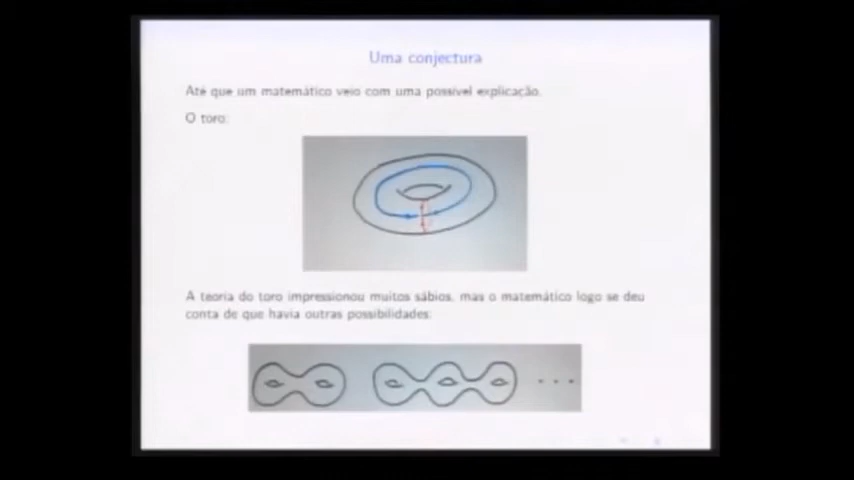 Uma conjectura
Até que um matemático veio com uma possível explicação.
O toro:
A teoria do toro impressionou muitos sábios, mas o matemático logo se deu
conta de que havia outras possibilidades: